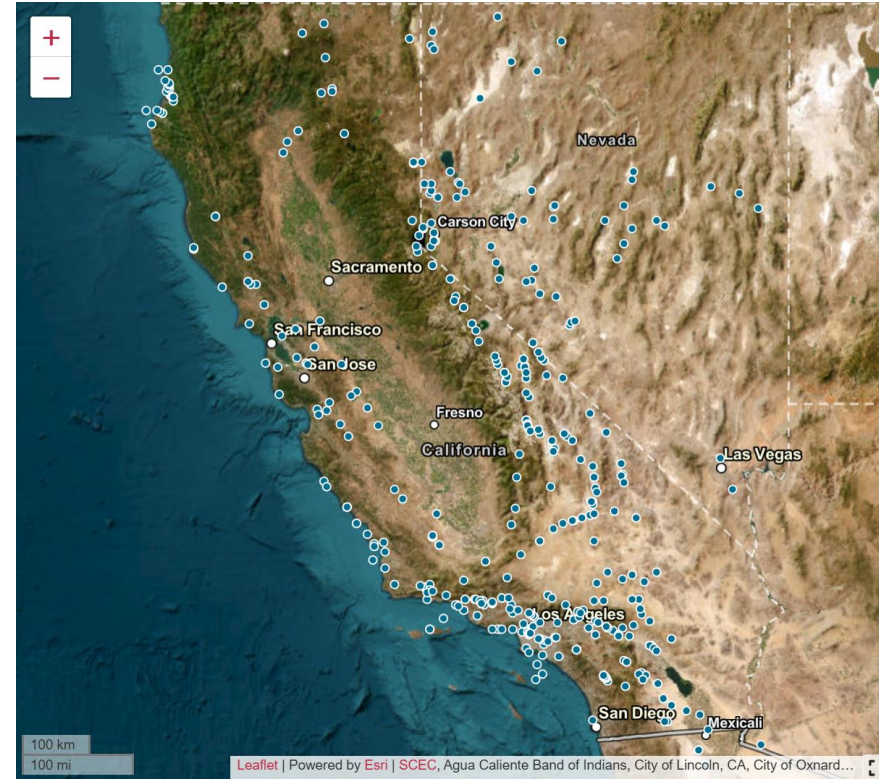 +
−
Nevada
Carson City
Sacramento
San Francisco
San Jose
Fresno
California
Las Vegas
Los Angeles
San Diego
Mexicali
100 km
100 mi
Leaflet | Powered by Esri | SCEC, Agua Caliente Band of Indians, City of Lincoln, CA, City of Oxnard…